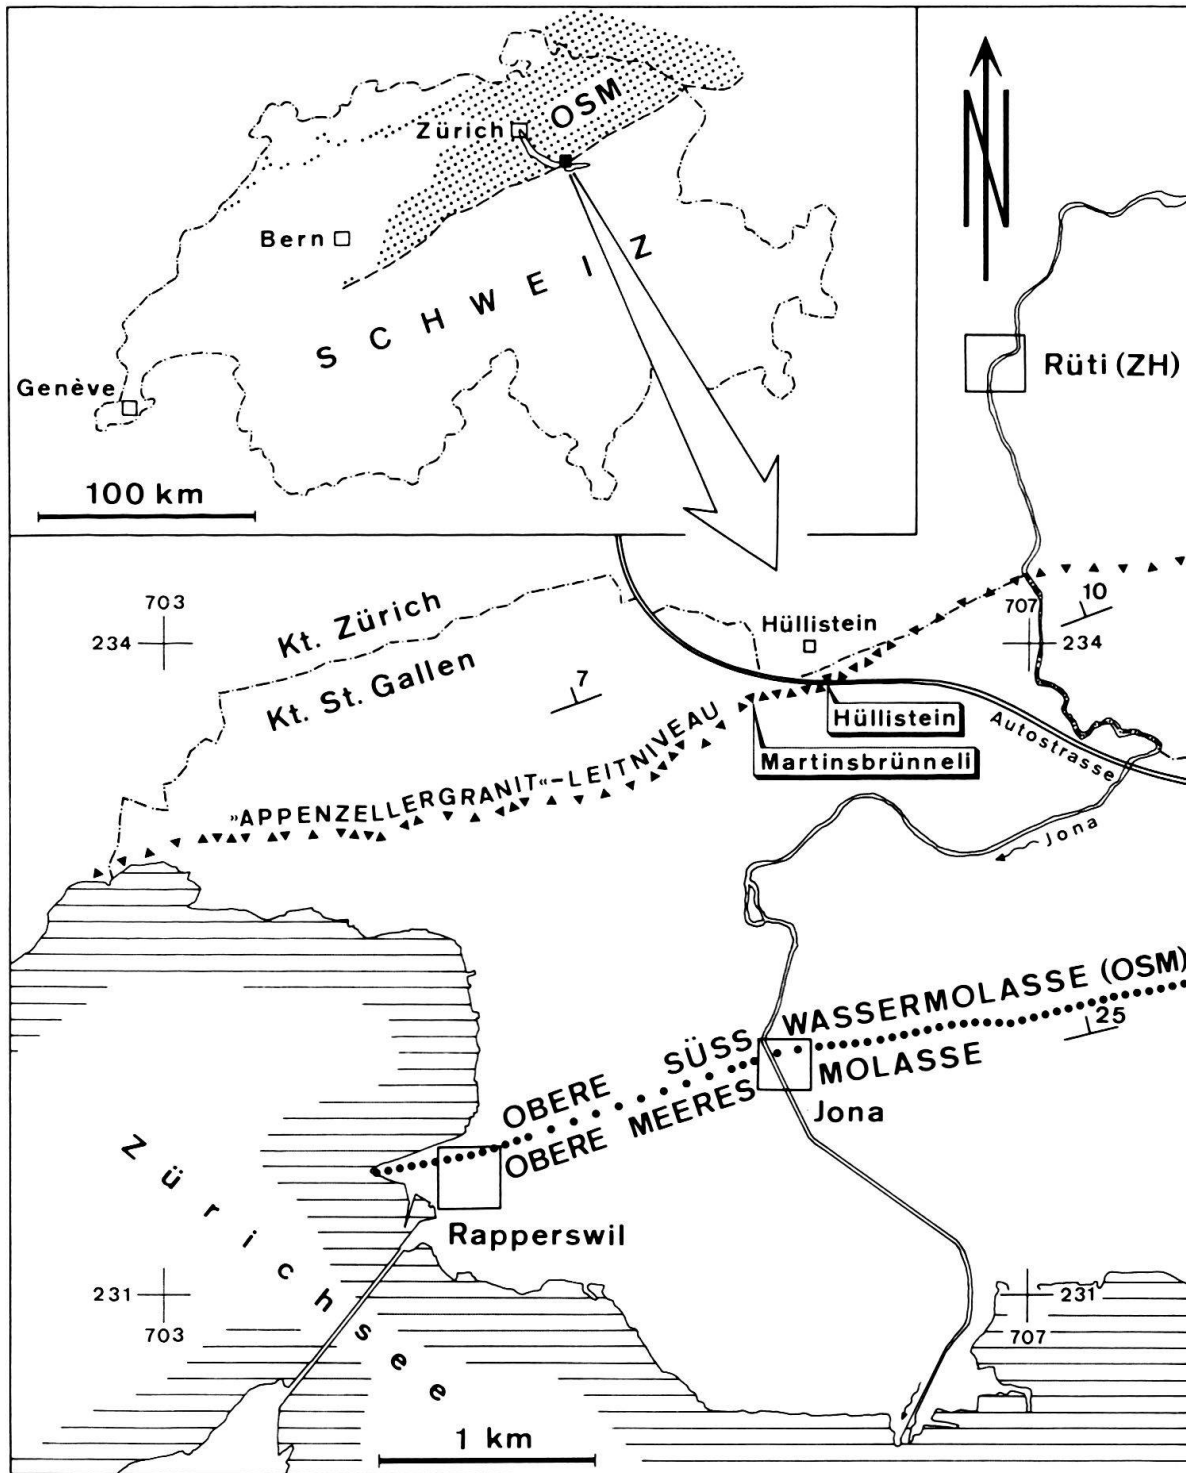 OSM
Zürich
Bern
SCHWEIZ
Genève
100 km
N
Rüti (ZH)
703
234
Kt. Zürich
Kt. St. Gallen
7
Hüllistein
707
234
10
Hüllistein
Martinsbrünneli
Autostrasse
»APPENZELLERGRANIT«-LEITNIVEAU
Jona
OBERE SÜSSWASSERMOLASSE (OSM)
OBERE MEERESMOLASSE
25
Jona
Rapperswil
Zürichsee
231
703
231
707
1 km